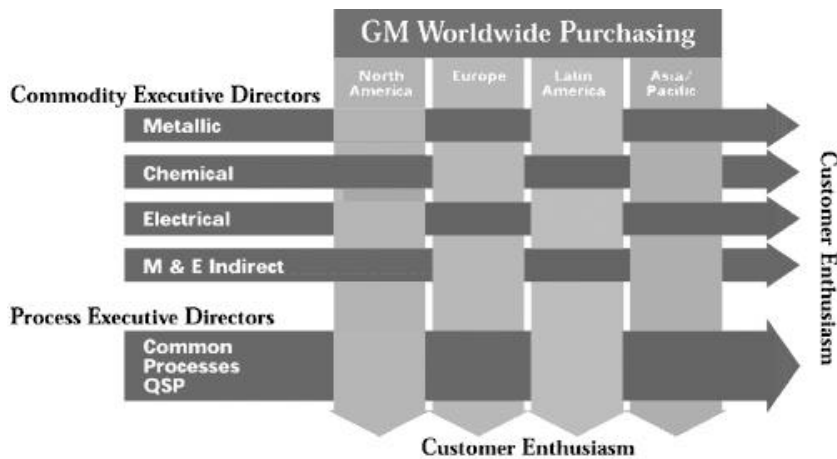 GM Worldwide Purchasing
North
America
Europe
Latin
America
Asia/
Pacific
Commodity Executive Directors
Metallic
Chemical
Electrical
M & E Indirect
Process Executive Directors
Common
Processes
QSP
Customer Enthusiasm
Customer Enthusiasm